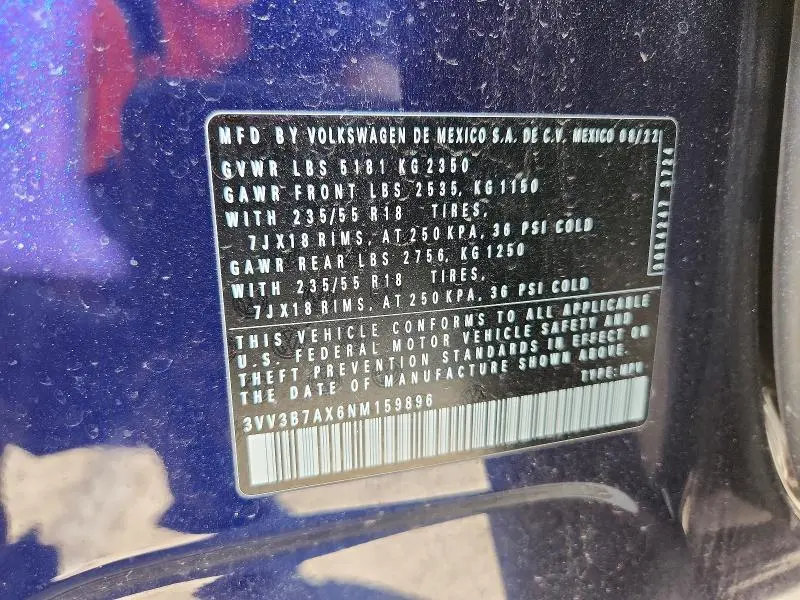 MFD BY VOLKSWAGEN DE MEXICO S.A. DE C.V. MEXICO 08/22
GVWR LBS 5181 KG 2350
GAWR FRONT LBS 2535, KG 1150
WITH 235/55 R18 TIRES,
7JX18 RIMS, AT 250 KPA, 36 PSI COLD
GAWR REAR LBS 2756, KG 1250
WITH 235/55 R18 TIRES,
7JX18 RIMS, AT 250 KPA, 36 PSI COLD
THIS VEHICLE CONFORMS TO ALL APPLICABLE
U.S. FEDERAL MOTOR VEHICLE SAFETY AND
THEFT PREVENTION STANDARDS IN EFFECT ON
THE DATE OF MANUFACTURE SHOWN ABOVE.
TYPE: MPV
3VV3B7AX6NM159896